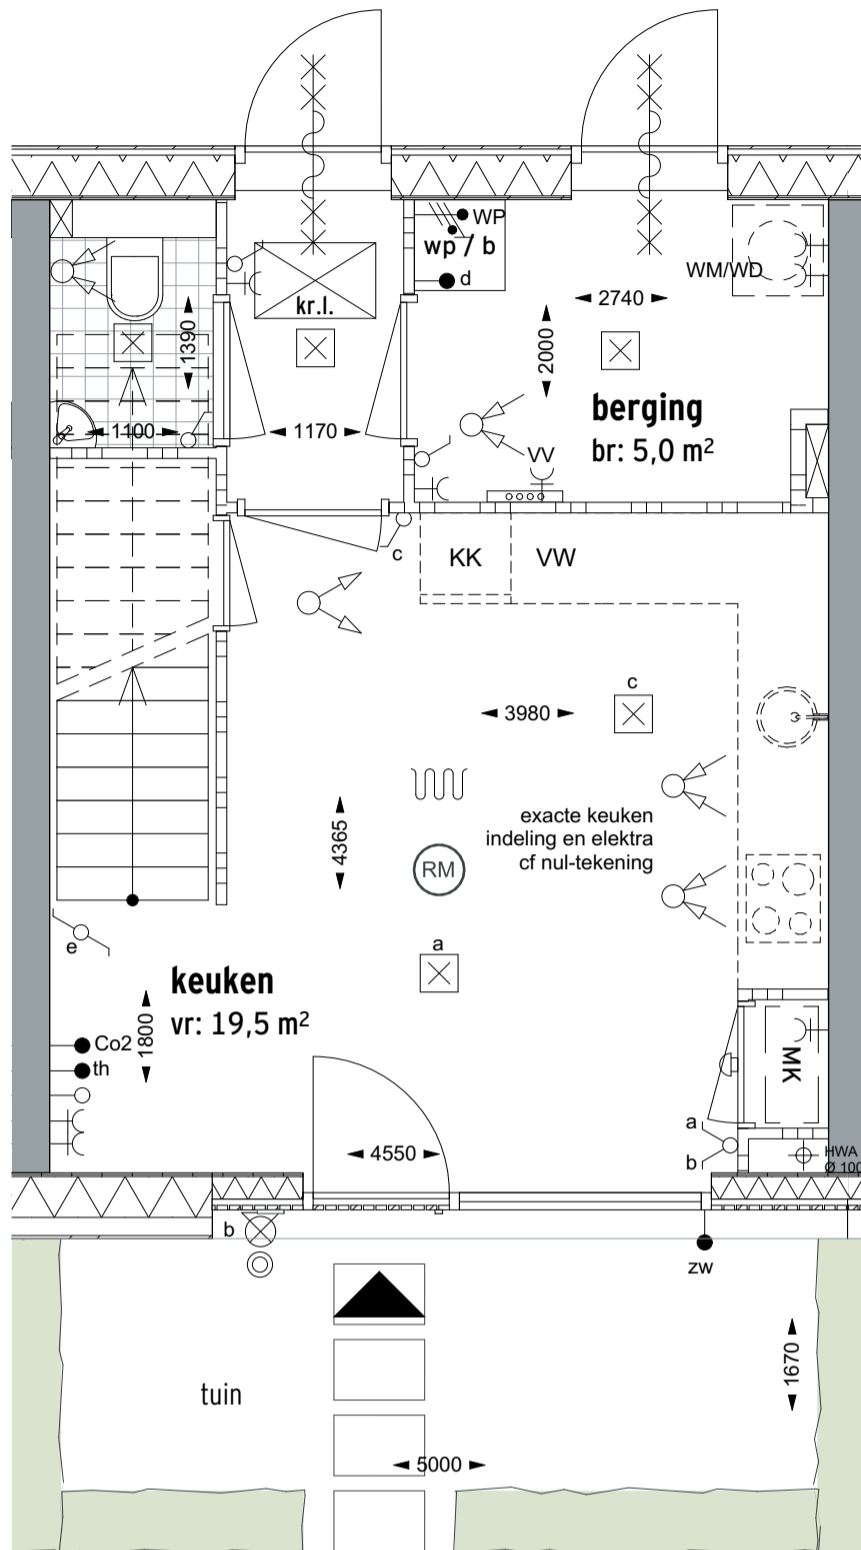 WP
wp / b
d
WM/WD
kr.l.
2740
1390
2000
1100
1170
berging
br: 5,0 m²
VV
c
KK
VW
c
3980
exacte keuken
indeling en elektra
cf nul-tekening
4365
RM
a
e
keuken
vr: 19,5 m²
Co2
th
1800
MK
a
b
4550
HWA
Ø 100
b
zw
1670
tuin
5000